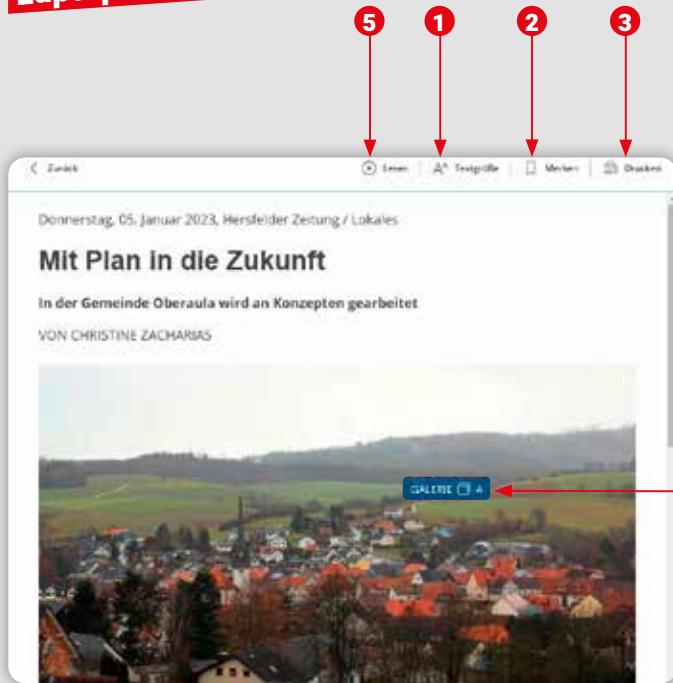 5 1 2 3
Zurück Lesen Textgröße Merken Drucken
Donnerstag, 05. Januar 2023, Hersfelder Zeitung / Lokales
Mit Plan in die Zukunft
In der Gemeinde Oberaula wird an Konzepten gearbeitet
VON CHRISTINE ZACHARIAS
GALERIE 4